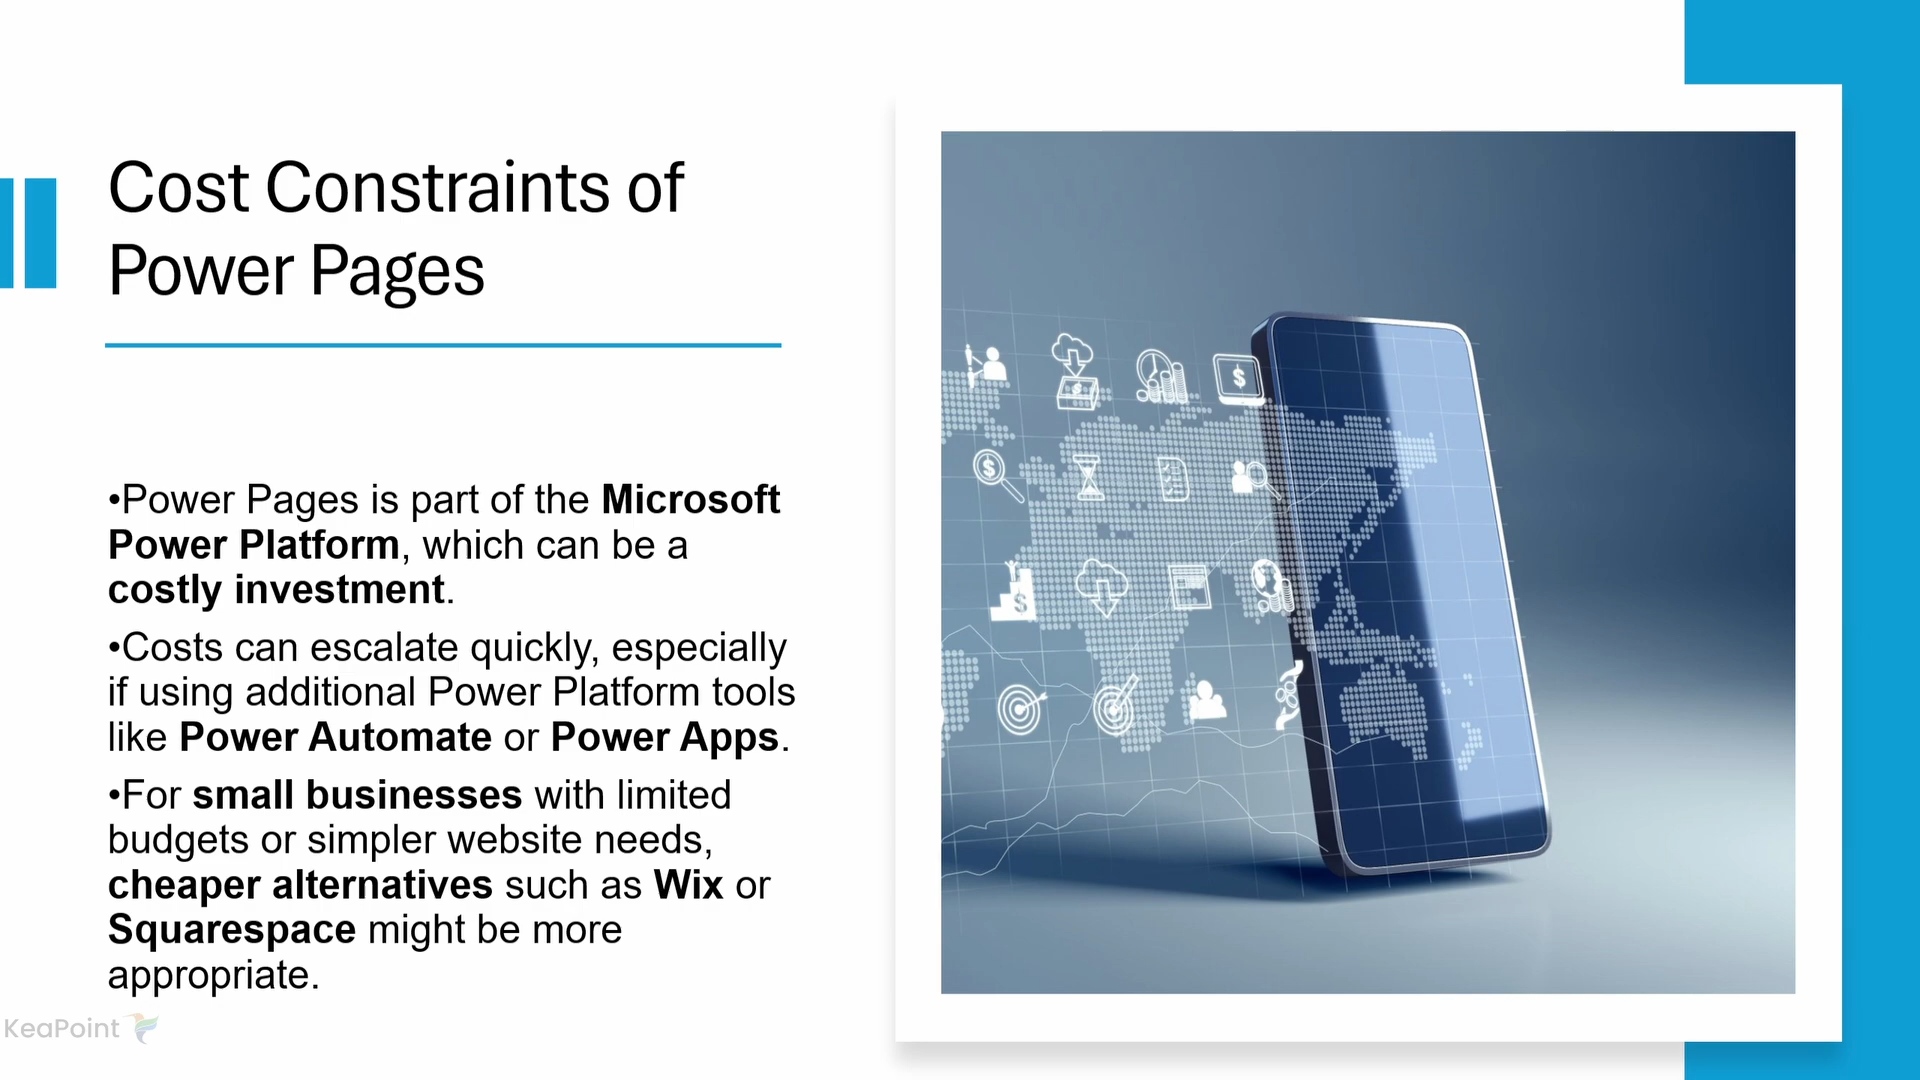 Cost Constraints of
Power Pages
•Power Pages is part of the Microsoft
Power Platform, which can be a
costly investment.
•Costs can escalate quickly, especially
if using additional Power Platform tools
like Power Automate or Power Apps.
•For small businesses with limited
budgets or simpler website needs,
cheaper alternatives such as Wix or
Squarespace might be more
appropriate.
KeaPoint